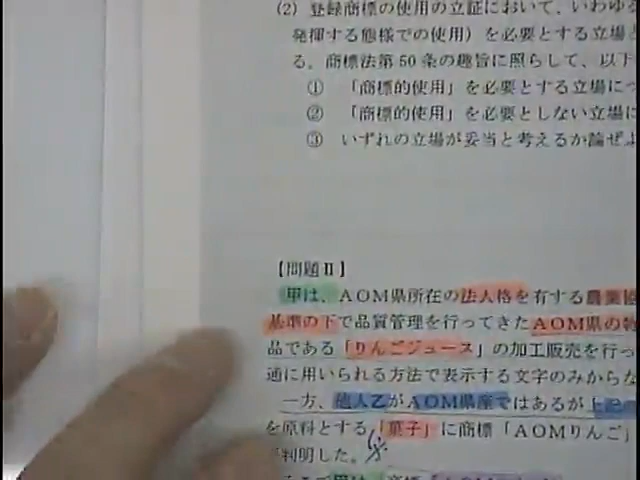 (2) 登録商標の使用の立証において、いわゆ
発揮する態様での使用）を必要とする立場
る。商標法第50条の趣旨に照らして、以下
① 「商標的使用」を必要とする立場に
② 「商標的使用」を必要としない立場に
③ いずれの立場が妥当と考えるか論ぜ
【問題Ⅱ】
甲は、AOM県所在の法人格を有する農業
基準の下で品質管理を行ってきたAOM県の
品である「りんごジュース」の加工販売を行っ
通に用いられる方法で表示する文字のみから
一方、他人乙がAOM県産ではあるが上記
を原料とする「菓子」に商標「AOMりんご」
判明した。